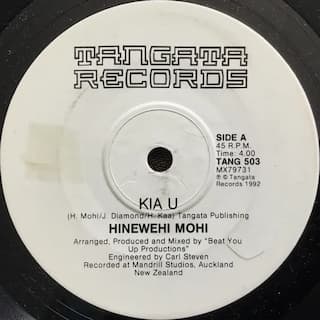 TANGATA
RECORDS
SIDE A
45 R.P.M.
Time: 4.00
TANG 503
MX79731
℗ © Tangata
Records 1992
KIA U
(H. Mohi/J. Diamond/H. Kaa) Tangata Publishing
HINEWEHI MOHI
Arranged, Produced and Mixed by "Beat You
Up Productions"
Engineered by Carl Steven
Recorded at Mandrill Studios, Auckland
New Zealand